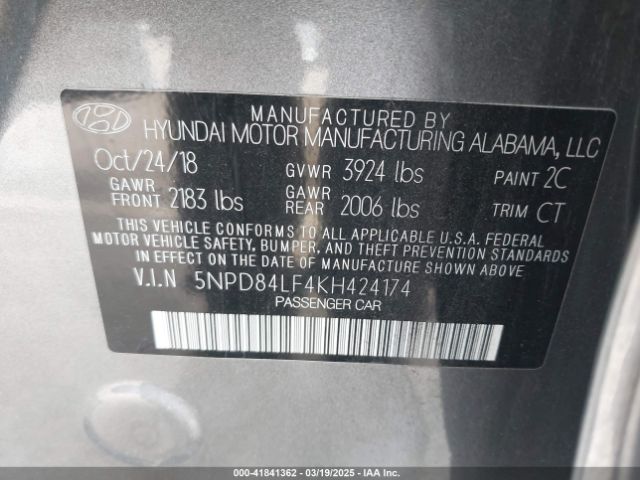 MANUFACTURED BY
HYUNDAI MOTOR MANUFACTURING ALABAMA, LLC
Oct/24/18 GVWR 3924 lbs PAINT 2C
GAWR FRONT 2183 lbs GAWR REAR 2006 lbs TRIM CT
THIS VEHICLE CONFORMS TO ALL APPLICABLE U.S.A. FEDERAL
MOTOR VEHICLE SAFETY, BUMPER, AND THEFT PREVENTION STANDARDS
IN EFFECT ON THE DATE OF MANUFACTURE SHOWN ABOVE.
V.I.N 5NPD84LF4KH424174
PASSENGER CAR
000-41841362 - 03/19/2025 - IAA Inc.